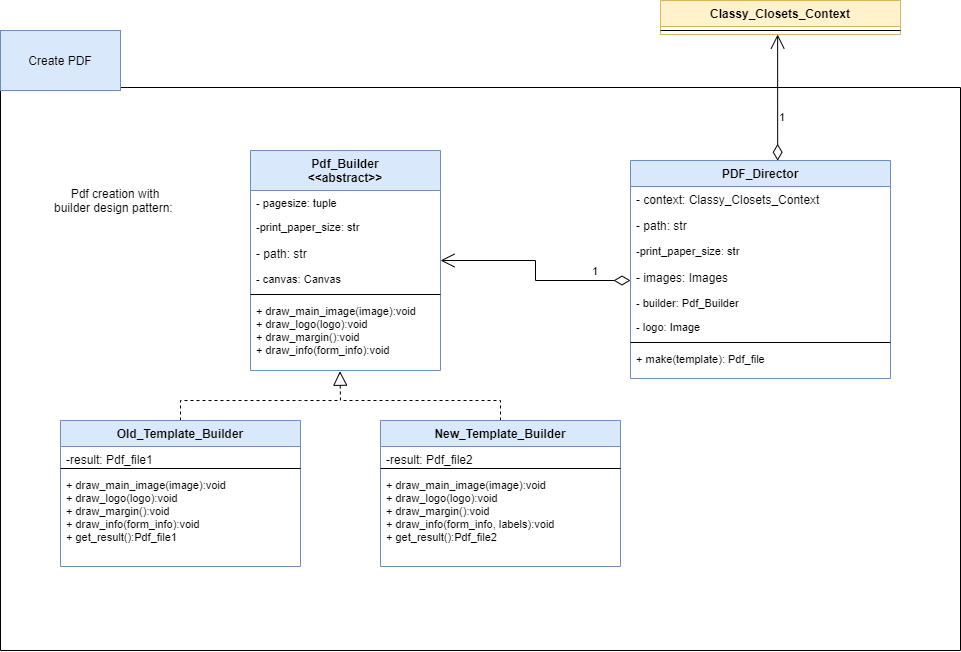 Classy_Closets_Context
Create PDF
1
Pdf creation with
builder design pattern:
Pdf_Builder
<<abstract>>
- pagesize: tuple
-print_paper_size: str
- path: str
- canvas: Canvas
+ draw_main_image(image):void
+ draw_logo(logo):void
+ draw_margin():void
+ draw_info(form_info):void
1
PDF_Director
- context: Classy_Closets_Context
- path: str
-print_paper_size: str
- images: Images
- builder: Pdf_Builder
- logo: Image
+ make(template): Pdf_file
Old_Template_Builder
-result: Pdf_file1
+ draw_main_image(image):void
+ draw_logo(logo):void
+ draw_margin():void
+ draw_info(form_info):void
+ get_result():Pdf_file1
New_Template_Builder
-result: Pdf_file2
+ draw_main_image(image):void
+ draw_logo(logo):void
+ draw_margin():void
+ draw_info(form_info, labels):void
+ get_result():Pdf_file2